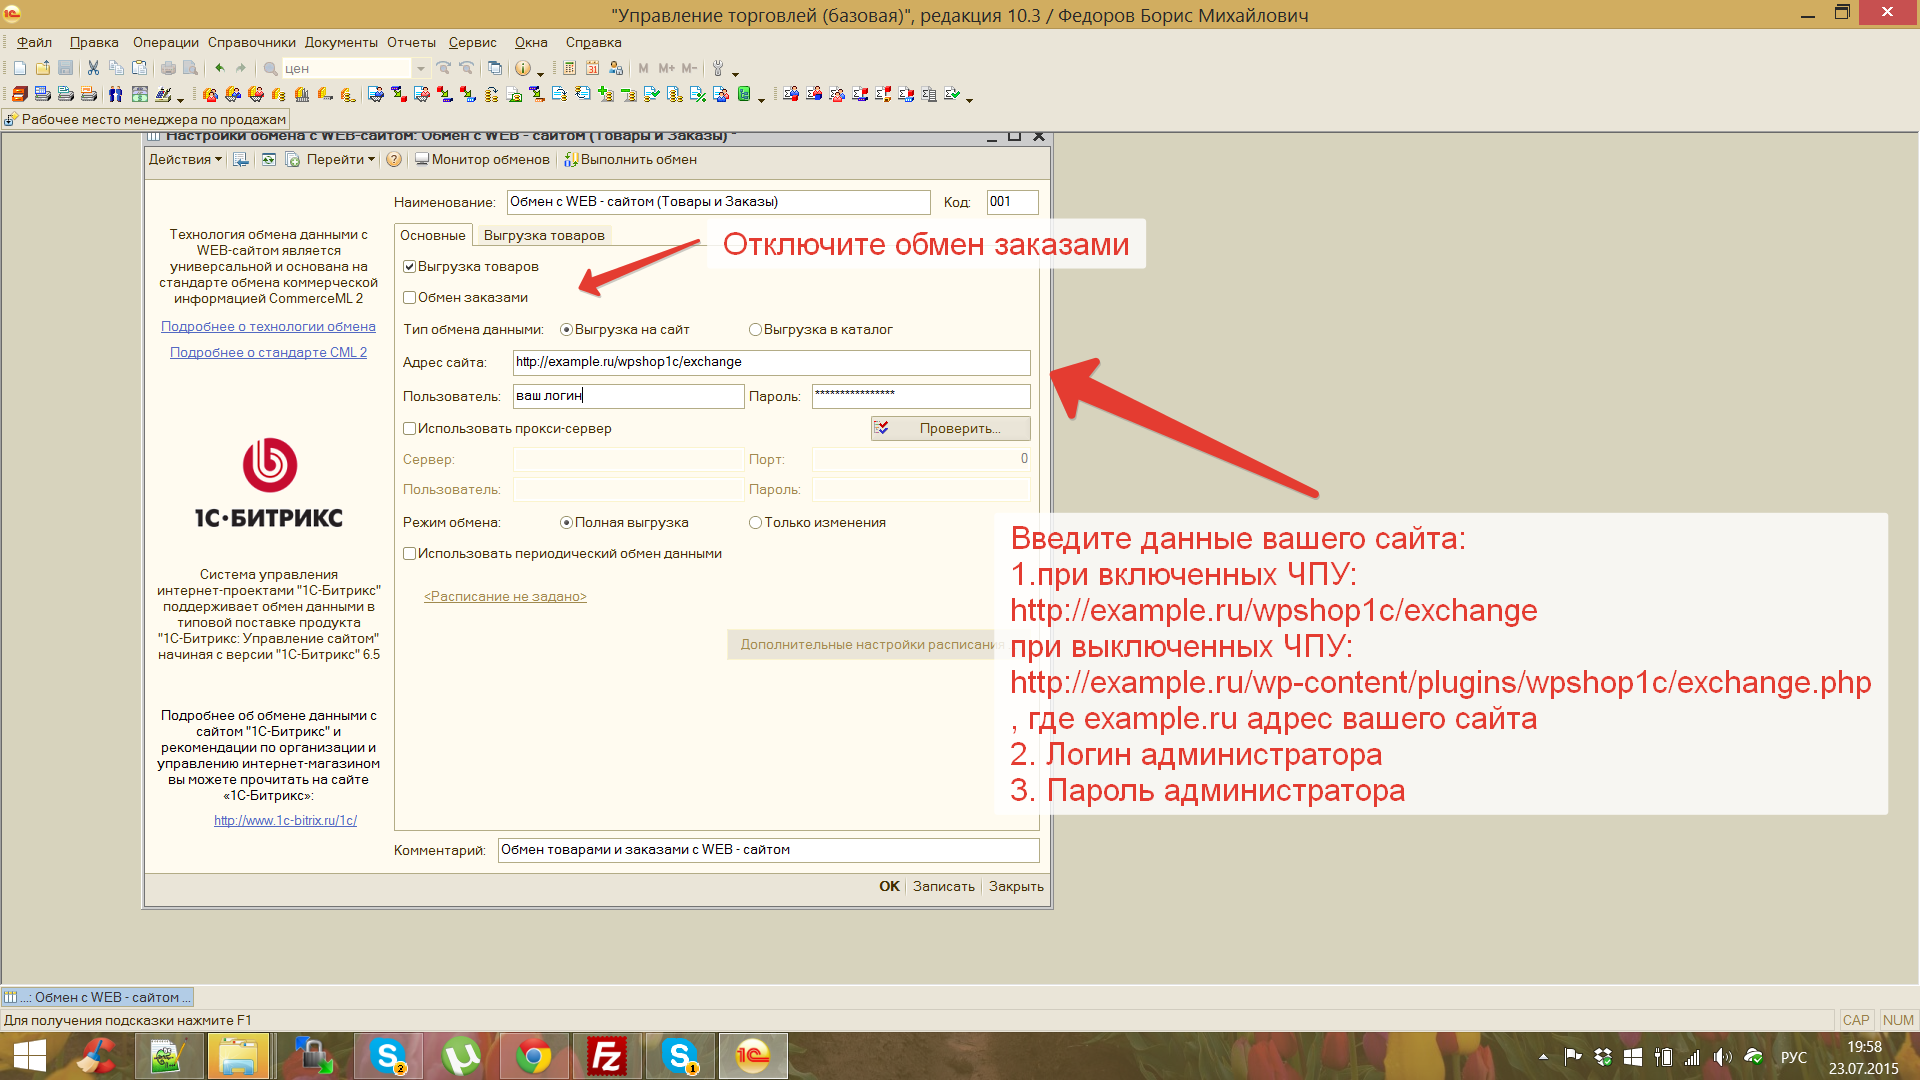 "Управление торговлей (базовая)", редакция 10.3 / Федоров Борис Михайлович
Файл Правка Операции Справочники Документы Отчеты Сервис Окна Справка
цен
M M+ M-
Рабочее место менеджера по продажам
Настройки обмена с WEB-сайтом: Обмен с WEB - сайтом (Товары и Заказы) *
Действия Перейти Монитор обменов Выполнить обмен
Наименование: Обмен с WEB - сайтом (Товары и Заказы) Код: 001
Технология обмена данными с
WEB-сайтом является
универсальной и основана на
стандарте обмена коммерческой
информацией CommerceML 2
Подробнее о технологии обмена
Подробнее о стандарте CML 2
1С·БИТРИКС
Система управления
интернет-проектами "1С-Битрикс"
поддерживает обмен данными в
типовой поставке продукта
"1С-Битрикс: Управление сайтом"
начиная с версии "1С-Битрикс" 6.5
Подробнее об обмене данными с
сайтом "1С-Битрикс" и
рекомендации по организации и
управлению интернет-магазином
вы можете прочитать на сайте
«1С-Битрикс»:
http://www.1c-bitrix.ru/1c/
Основные Выгрузка товаров
Отключите обмен заказами
Выгрузка товаров
Обмен заказами
Тип обмена данными: Выгрузка на сайт Выгрузка в каталог
Адрес сайта: http://example.ru/wpshop1c/exchange
Пользователь: ваш логин Пароль: ****************
Использовать прокси-сервер Проверить...
Сервер: Порт: 0
Пользователь: Пароль:
Режим обмена: Полная выгрузка Только изменения
Использовать периодический обмен данными
<Расписание не задано>
Дополнительные настройки расписания
Введите данные вашего сайта:
1.при включенных ЧПУ:
http://example.ru/wpshop1c/exchange
при выключенных ЧПУ:
http://example.ru/wp-content/plugins/wpshop1c/exchange.php
, где example.ru адрес вашего сайта
2. Логин администратора
3. Пароль администратора
Комментарий: Обмен товарами и заказами с WEB - сайтом
OK Записать Закрыть
...: Обмен с WEB - сайтом ...
Для получения подсказки нажмите F1
CAP NUM
2
1
РУС
19:58
23.07.2015